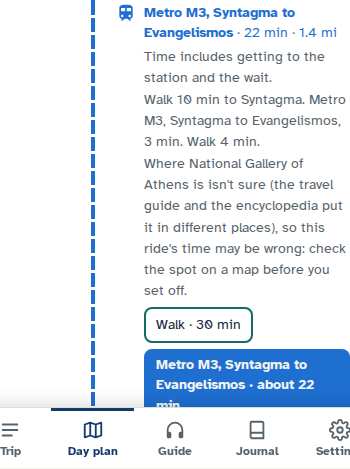 Metro M3, Syntagma to
Evangelismos · 22 min · 1.4 mi
Time includes getting to the
station and the wait.
Walk 10 min to Syntagma. Metro
M3, Syntagma to Evangelismos,
3 min. Walk 4 min.
Where National Gallery of
Athens is isn't sure (the travel
guide and the encyclopedia put
it in different places), so this
ride's time may be wrong: check
the spot on a map before you
set off.
Walk · 30 min
Metro M3, Syntagma to
Evangelismos · about 22
min
Trip
Day plan
Guide
Journal
Settin